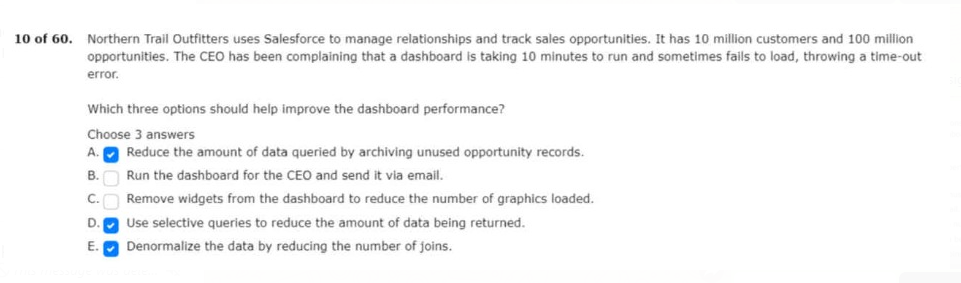 10 of 60. Northern Trail Outfitters uses Salesforce to manage relationships and track sales opportunities. It has 10 million customers and 100 million
opportunities. The CEO has been complaining that a dashboard is taking 10 minutes to run and sometimes fails to load, throwing a time-out
error.
Which three options should help improve the dashboard performance?
Choose 3 answers
A. Reduce the amount of data queried by archiving unused opportunity records.
B. Run the dashboard for the CEO and send it via email.
C. Remove widgets from the dashboard to reduce the number of graphics loaded.
D. Use selective queries to reduce the amount of data being returned.
E. Denormalize the data by reducing the number of joins.